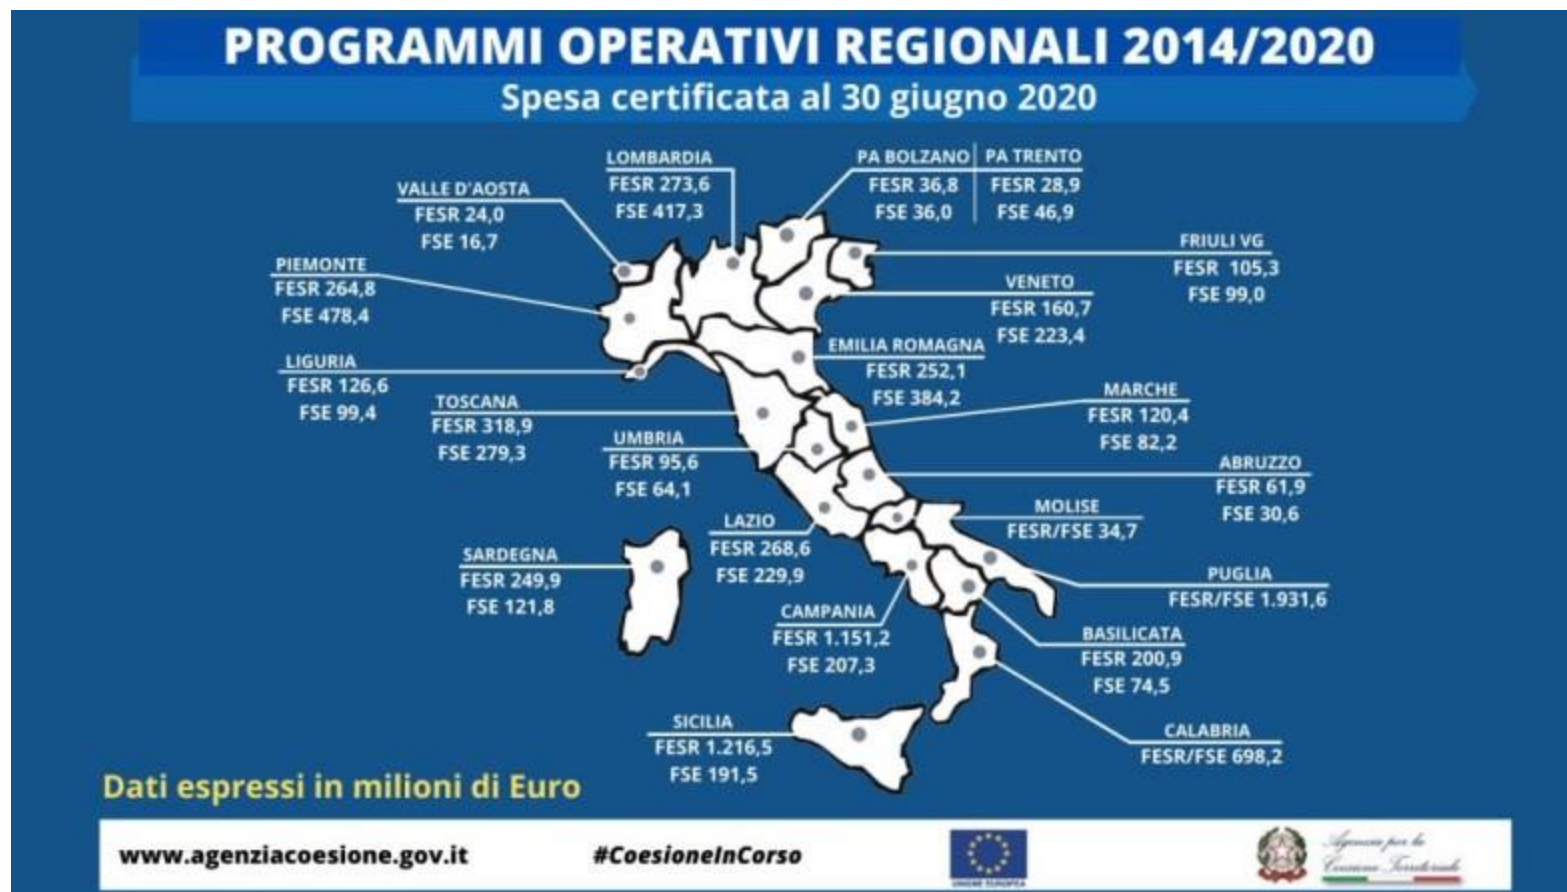 PROGRAMMI OPERATIVI REGIONALI 2014/2020
Spesa certificata al 30 giugno 2020
LOMBARDIA
FESR 273,6
FSE 417,3
PA BOLZANO
FESR 36,8
FSE 36,0
PA TRENTO
FESR 28,9
FSE 46,9
VALLE D'AOSTA
FESR 24,0
FSE 16,7
FRIULI VG
FESR 105,3
FSE 99,0
PIEMONTE
FESR 264,8
FSE 478,4
VENETO
FESR 160,7
FSE 223,4
EMILIA ROMAGNA
FESR 252,1
FSE 384,2
LIGURIA
FESR 126,6
FSE 99,4
MARCHE
FESR 120,4
FSE 82,2
TOSCANA
FESR 318,9
FSE 279,3
UMBRIA
FESR 95,6
FSE 64,1
ABRUZZO
FESR 61,9
FSE 30,6
MOLISE
FESR/FSE 34,7
LAZIO
FESR 268,6
FSE 229,9
SARDEGNA
FESR 249,9
FSE 121,8
PUGLIA
FESR/FSE 1.931,6
CAMPANIA
FESR 1.151,2
FSE 207,3
BASILICATA
FESR 200,9
FSE 74,5
SICILIA
FESR 1.216,5
FSE 191,5
CALABRIA
FESR/FSE 698,2
Dati espressi in milioni di Euro
www.agenziacoesione.gov.it
#CoesioneInCorso
UNIONE EUROPEA
Agenzia per la
Coesione Territoriale